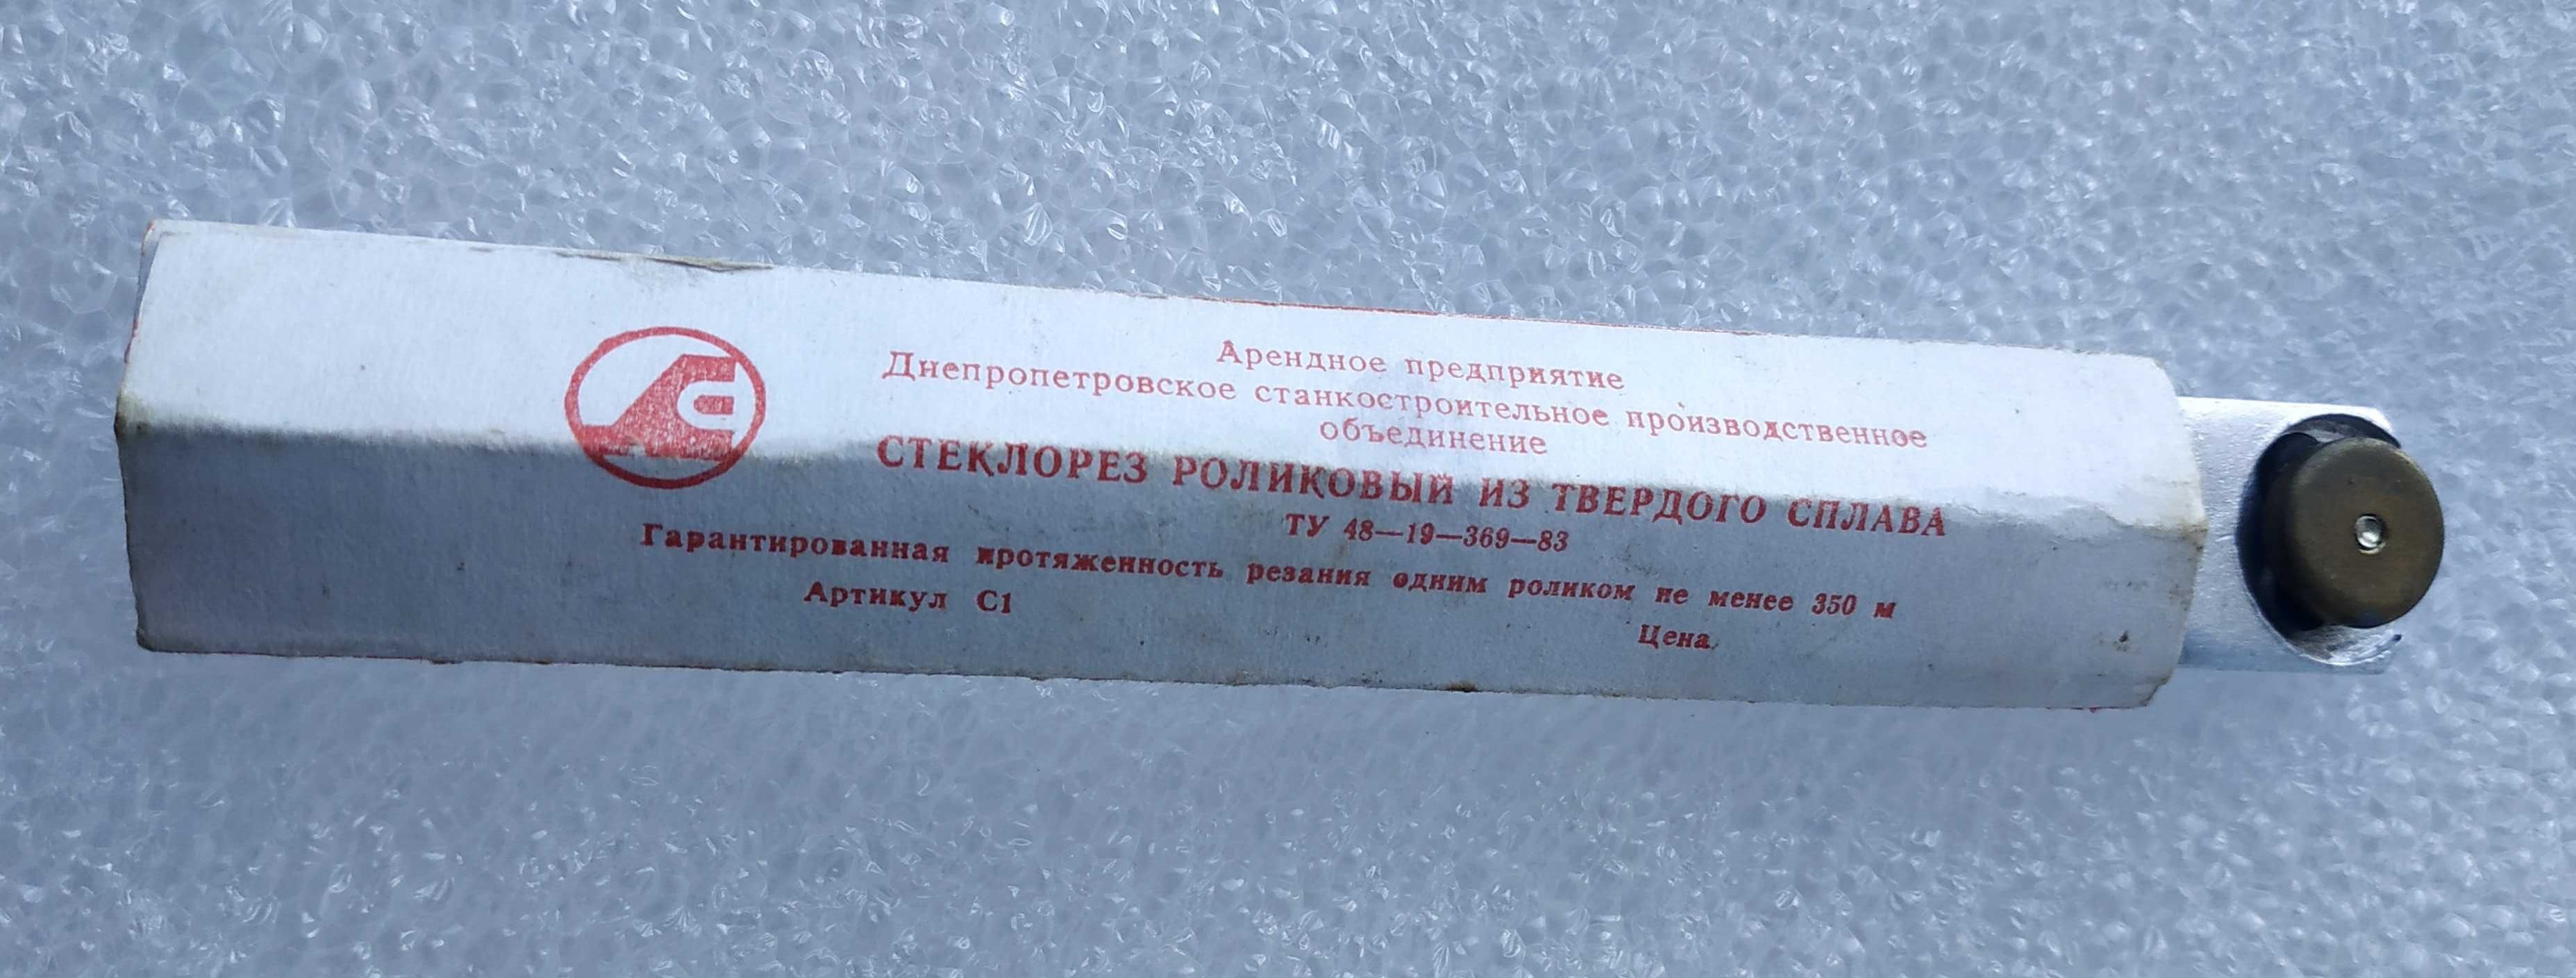 Арендное предприятие
Днепропетровское станкостроительное производственное
объединение
СТЕКЛОРЕЗ РОЛИКОВЫЙ ИЗ ТВЕРДОГО СПЛАВА
ТУ 48—19—369—83
Гарантированная протяженность резания одним роликом не менее 350 м
Артикул С1
Цена